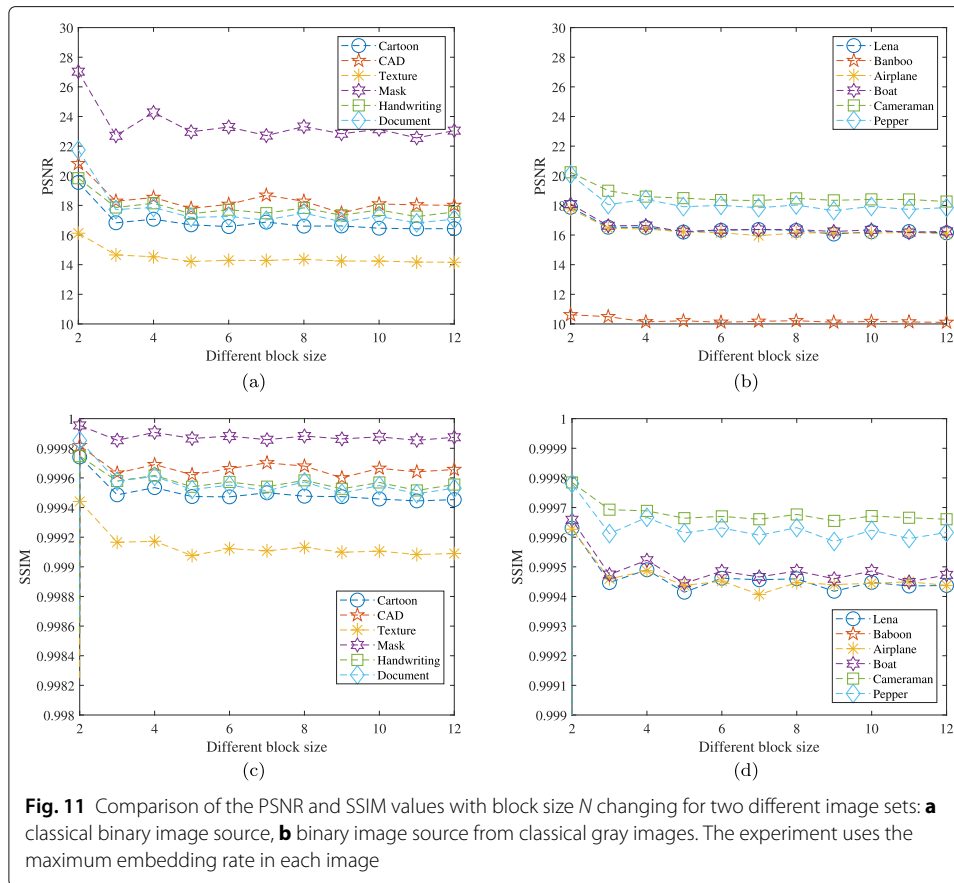 30
28
26
24
22
20
18
16
14
12
10
PSNR
Cartoon
CAD
Texture
Mask
Handwriting
Document
2 4 6 8 10 12
Different block size
(a)
30
28
26
24
22
20
18
16
14
12
10
PSNR
Lena
Banboo
Airplane
Boat
Cameraman
Pepper
2 4 6 8 10 12
Different block size
(b)
1
0.9998
0.9996
0.9994
0.9992
0.999
0.9988
0.9986
0.9984
0.9982
0.998
SSIM
Cartoon
CAD
Texture
Mask
Handwriting
Document
2 4 6 8 10 12
Different block size
(c)
1
0.9999
0.9998
0.9997
0.9996
0.9995
0.9994
0.9993
0.9992
0.9991
0.999
SSIM
Lena
Baboon
Airplane
Boat
Cameraman
Pepper
2 4 6 8 10 12
Different block size
(d)
Fig. 11 Comparison of the PSNR and SSIM values with block size N changing for two different image sets: a
classical binary image source, b binary image source from classical gray images. The experiment uses the
maximum embedding rate in each image